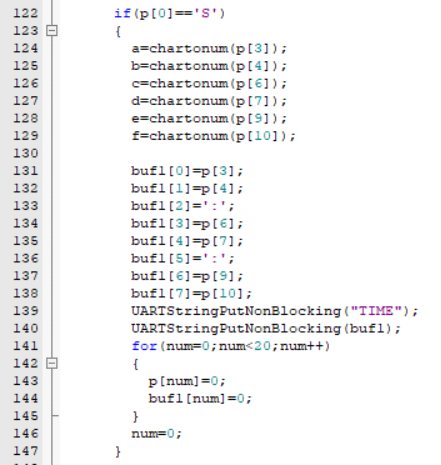 122 if(p[0]=='S')
123 {
124 a=chartonum(p[3]);
125 b=chartonum(p[4]);
126 c=chartonum(p[6]);
127 d=chartonum(p[7]);
128 e=chartonum(p[9]);
129 f=chartonum(p[10]);
130
131 buf1[0]=p[3];
132 buf1[1]=p[4];
133 buf1[2]=':';
134 buf1[3]=p[6];
135 buf1[4]=p[7];
136 buf1[5]=':';
137 buf1[6]=p[9];
138 buf1[7]=p[10];
139 UARTStringPutNonBlocking("TIME");
140 UARTStringPutNonBlocking(buf1);
141 for(num=0;num<20;num++)
142 {
143 p[num]=0;
144 buf1[num]=0;
145 }
146 num=0;
147 }